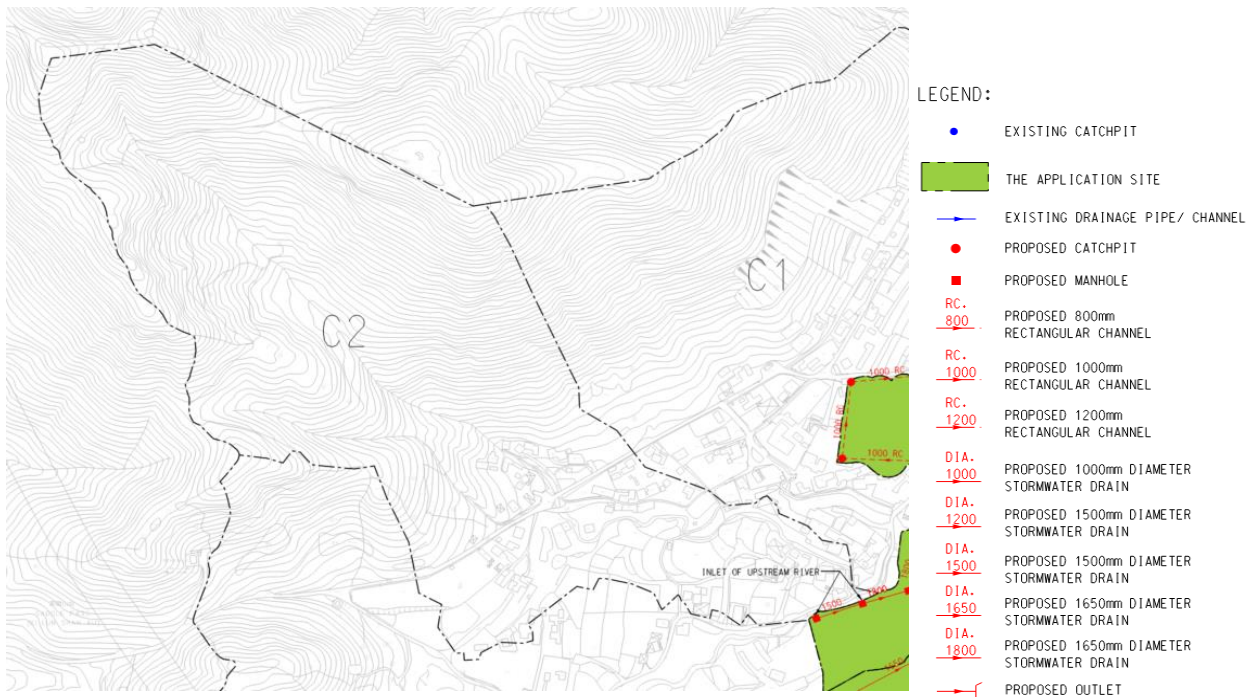 C2
C1
1000 RC
1000 RC
1000 RC
INLET OF UPSTREAM RIVER
1500
1500
LEGEND:
EXISTING CATCHPIT
THE APPLICATION SITE
EXISTING DRAINAGE PIPE/ CHANNEL
PROPOSED CATCHPIT
PROPOSED MANHOLE
RC.
800
PROPOSED 800mm
RECTANGULAR CHANNEL
RC.
1000
PROPOSED 1000mm
RECTANGULAR CHANNEL
RC.
1200
PROPOSED 1200mm
RECTANGULAR CHANNEL
DIA.
1000
PROPOSED 1000mm DIAMETER
STORMWATER DRAIN
DIA.
1200
PROPOSED 1500mm DIAMETER
STORMWATER DRAIN
DIA.
1500
PROPOSED 1500mm DIAMETER
STORMWATER DRAIN
DIA.
1650
PROPOSED 1650mm DIAMETER
STORMWATER DRAIN
DIA.
1800
PROPOSED 1650mm DIAMETER
STORMWATER DRAIN
PROPOSED OUTLET